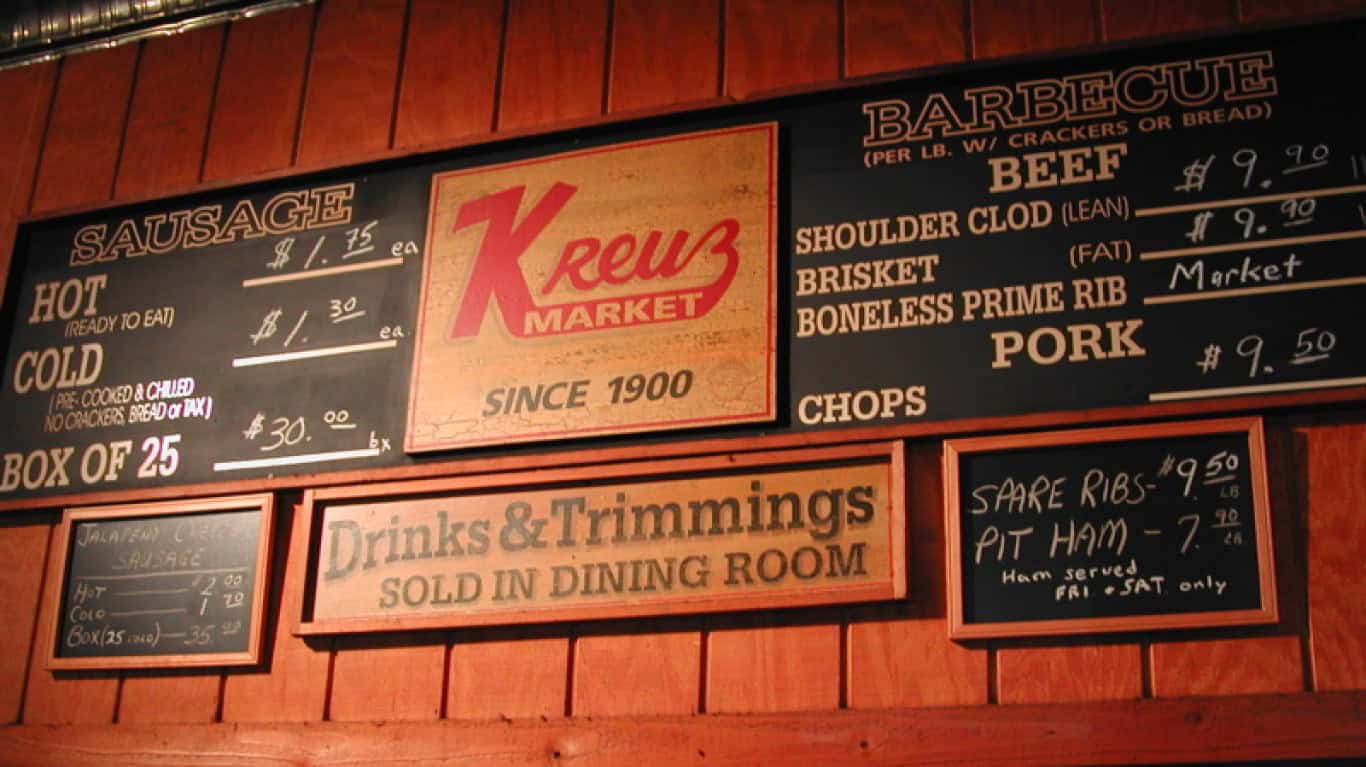 SAUSAGE
HOT $1.75 ea
(READY TO EAT)
COLD $1.30 ea.
(PRE-COOKED & CHILLED
NO CRACKERS, BREAD or TAX)
BOX OF 25 $30.00 bx
Kreuz
MARKET
SINCE 1900
BARBECUE
(PER LB. W/ CRACKERS OR BREAD)
BEEF
SHOULDER CLOD (LEAN) $9.90
BRISKET (FAT) $9.90
BONELESS PRIME RIB Market
PORK
CHOPS $9.50
JALAPENO
SAUSAGE
HOT $2.00
COLD 1.70
BOX (25 COLD) 35.00
Drinks & Trimmings
SOLD IN DINING ROOM
SPARE RIBS- $9.50 LB
PIT HAM - 7.90 LB
Ham served
FRI. + SAT. only